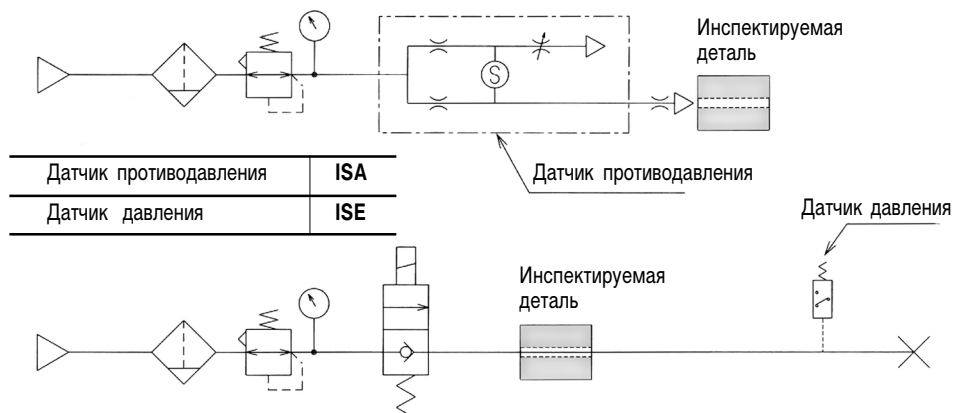 Инспектируемая
деталь
S
Датчик противодавления ISA
Датчик противодавления
Датчик давления ISE
Датчик давления
Инспектируемая
деталь